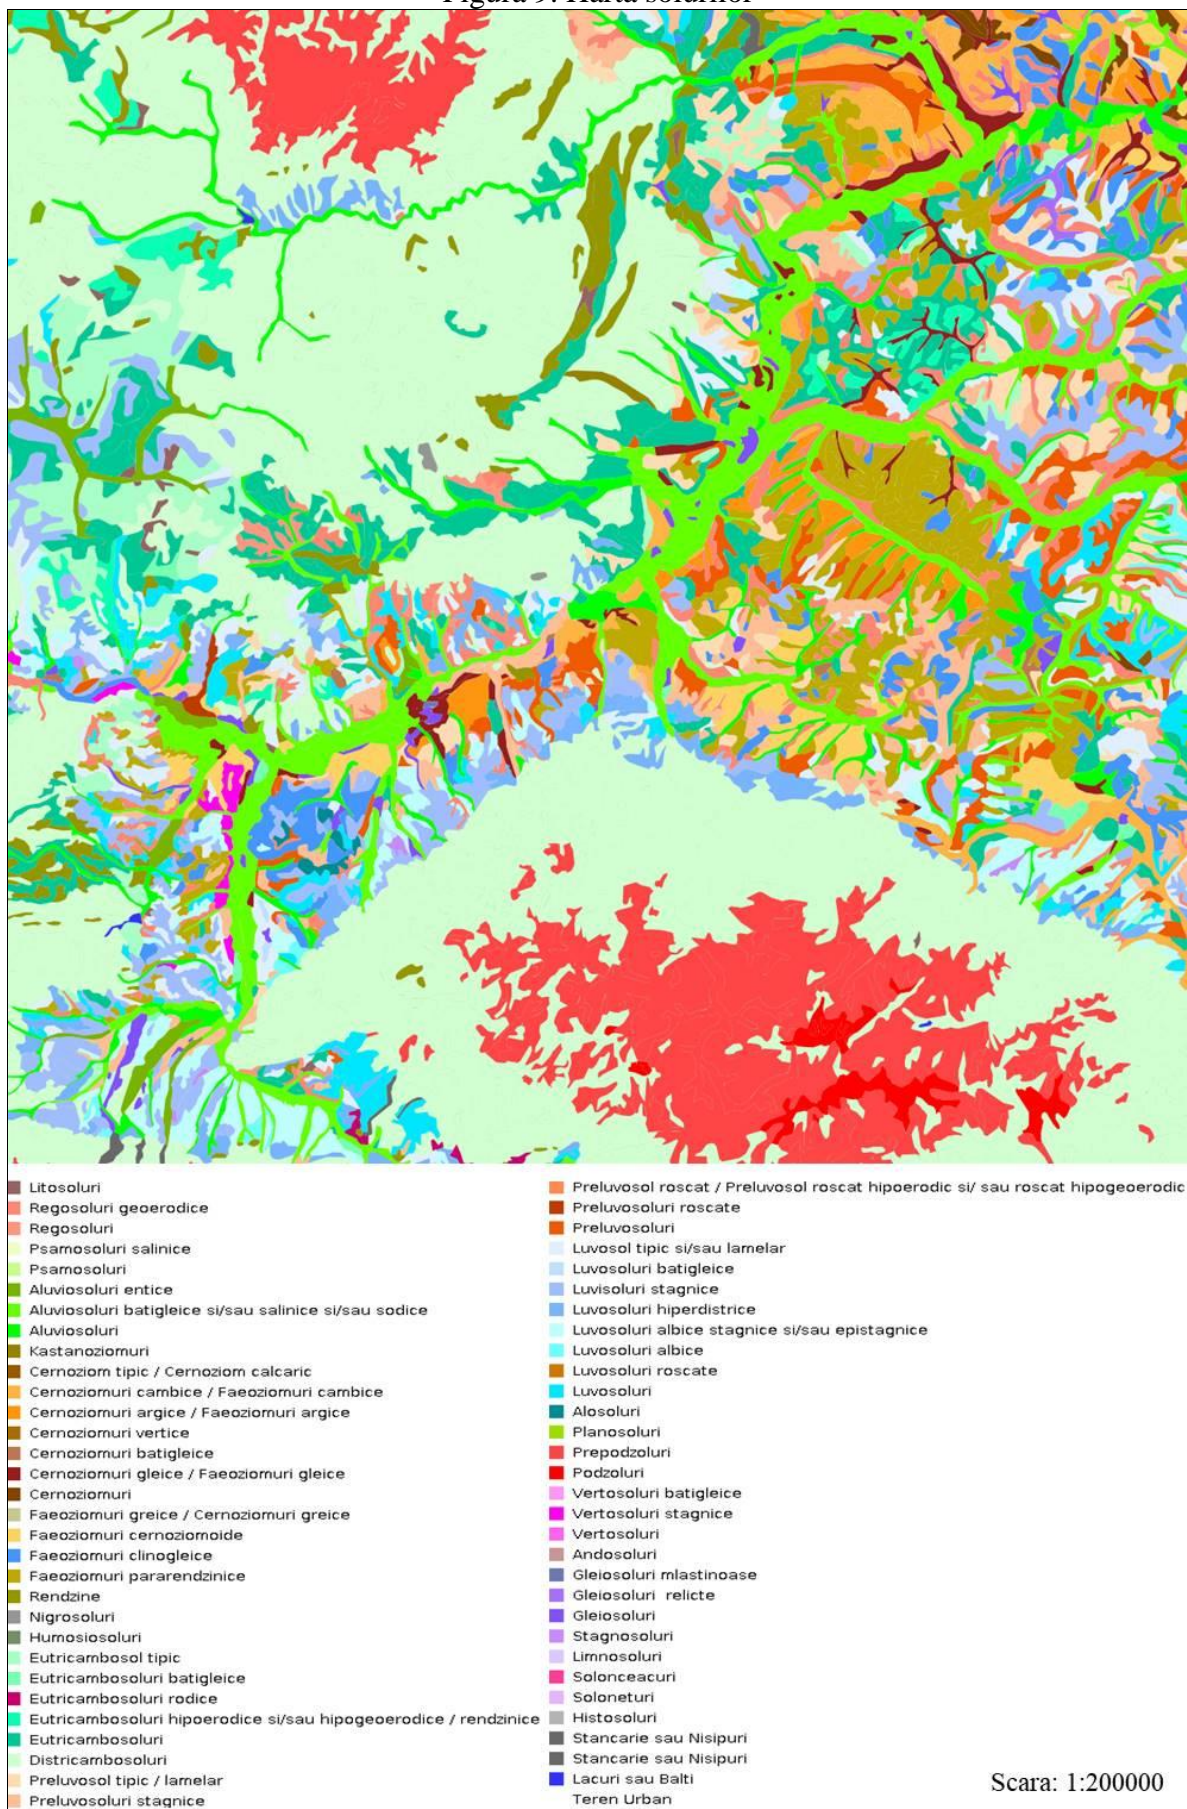 Figura 9. Harta solurilor
Litosoluri
Regosoluri geoerodice
Regosoluri
Psamosoluri salinice
Psamosoluri
Aluviosoluri entice
Aluviosoluri batigleice si/sau salinice si/sau sodice
Aluviosoluri
Kastanoziomuri
Cernoziom tipic / Cernoziom calcaric
Cernoziomuri cambice / Faeoziomuri cambice
Cernoziomuri argice / Faeoziomuri argice
Cernoziomuri vertice
Cernoziomuri batigleice
Cernoziomuri gleice / Faeoziomuri gleice
Cernoziomuri
Faeoziomuri greice / Cernoziomuri greice
Faeoziomuri cernoziomoide
Faeoziomuri clinogleice
Faeoziomuri pararendzinice
Rendzine
Nigrosoluri
Humosiosoluri
Eutricambosol tipic
Eutricambosoluri batigleice
Eutricambosoluri rodice
Eutricambosoluri hipoerodice si/sau hipogeoerodice / rendzinice
Eutricambosoluri
Districambosoluri
Preluvosol tipic / lamelar
Preluvosoluri stagnice
Preluvosol roscat / Preluvosol roscat hipoerodic si/ sau roscat hipogeoerodic
Preluvosoluri roscate
Preluvosoluri
Luvosol tipic si/sau lamelar
Luvosoluri batigleice
Luvisoluri stagnice
Luvosoluri hiperdistrice
Luvosoluri albice stagnice si/sau epistagnice
Luvosoluri albice
Luvosoluri roscate
Luvosoluri
Alosoluri
Planosoluri
Prepodzoluri
Podzoluri
Vertosoluri batigleice
Vertosoluri stagnice
Vertosoluri
Andosoluri
Gleiosoluri mlastinoase
Gleiosoluri relicte
Gleiosoluri
Stagnosoluri
Limnosoluri
Solonceacuri
Soloneturi
Histosoluri
Stancarie sau Nisipuri
Stancarie sau Nisipuri
Lacuri sau Balti
Teren Urban
Scara: 1:200000